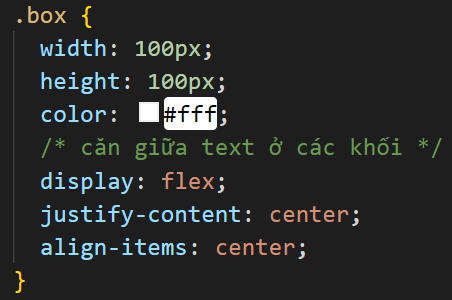 .box {
width: 100px;
height: 100px;
color: #fff;
/* căn giữa text ở các khối */
display: flex;
justify-content: center;
align-items: center;
}